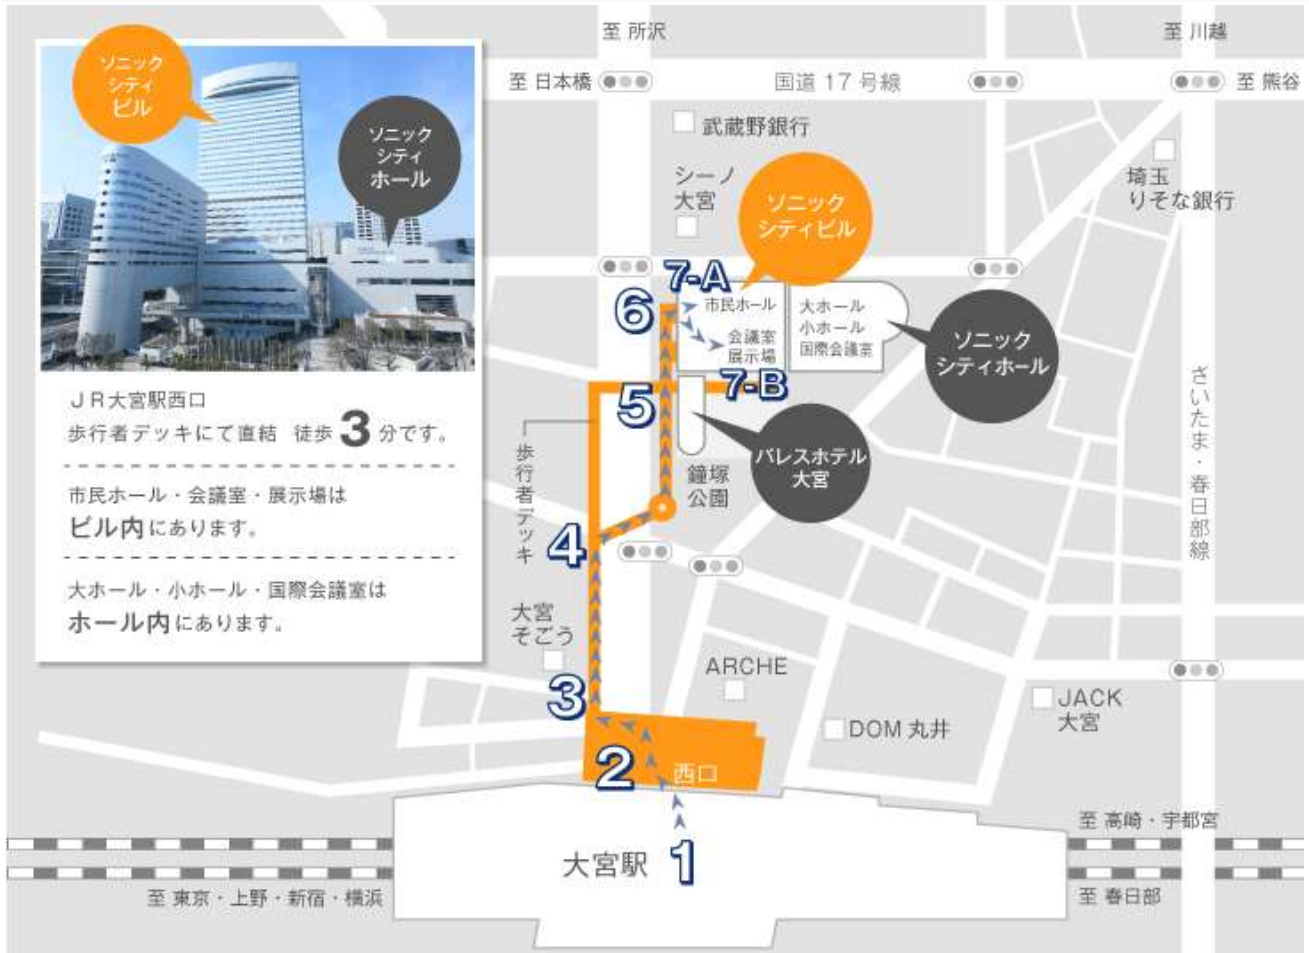 ソニック
シティ
ビル
ソニック
シティ
ホール
JR大宮駅西口
歩行者デッキにて直結 徒歩3分です。
市民ホール・会議室・展示場は
ビル内にあります。
大ホール・小ホール・国際会議室は
ホール内にあります。
至 所沢
至 川越
至 日本橋
国道 17 号線
至 熊谷
武蔵野銀行
シーノ
大宮
ソニック
シティビル
埼玉
りそな銀行
7-A
6
市民ホール
会議室
展示場
大ホール
小ホール
国際会議室
ソニック
シティホール
7-B
5
パレスホテル
大宮
鐘塚
公園
歩行者デッキ
さいたま・春日部線
4
大宮
そごう
3
ARCHE
JACK
大宮
DOM 丸井
2
西口
1
大宮駅
至 高崎・宇都宮
至 春日部
至 東京・上野・新宿・横浜